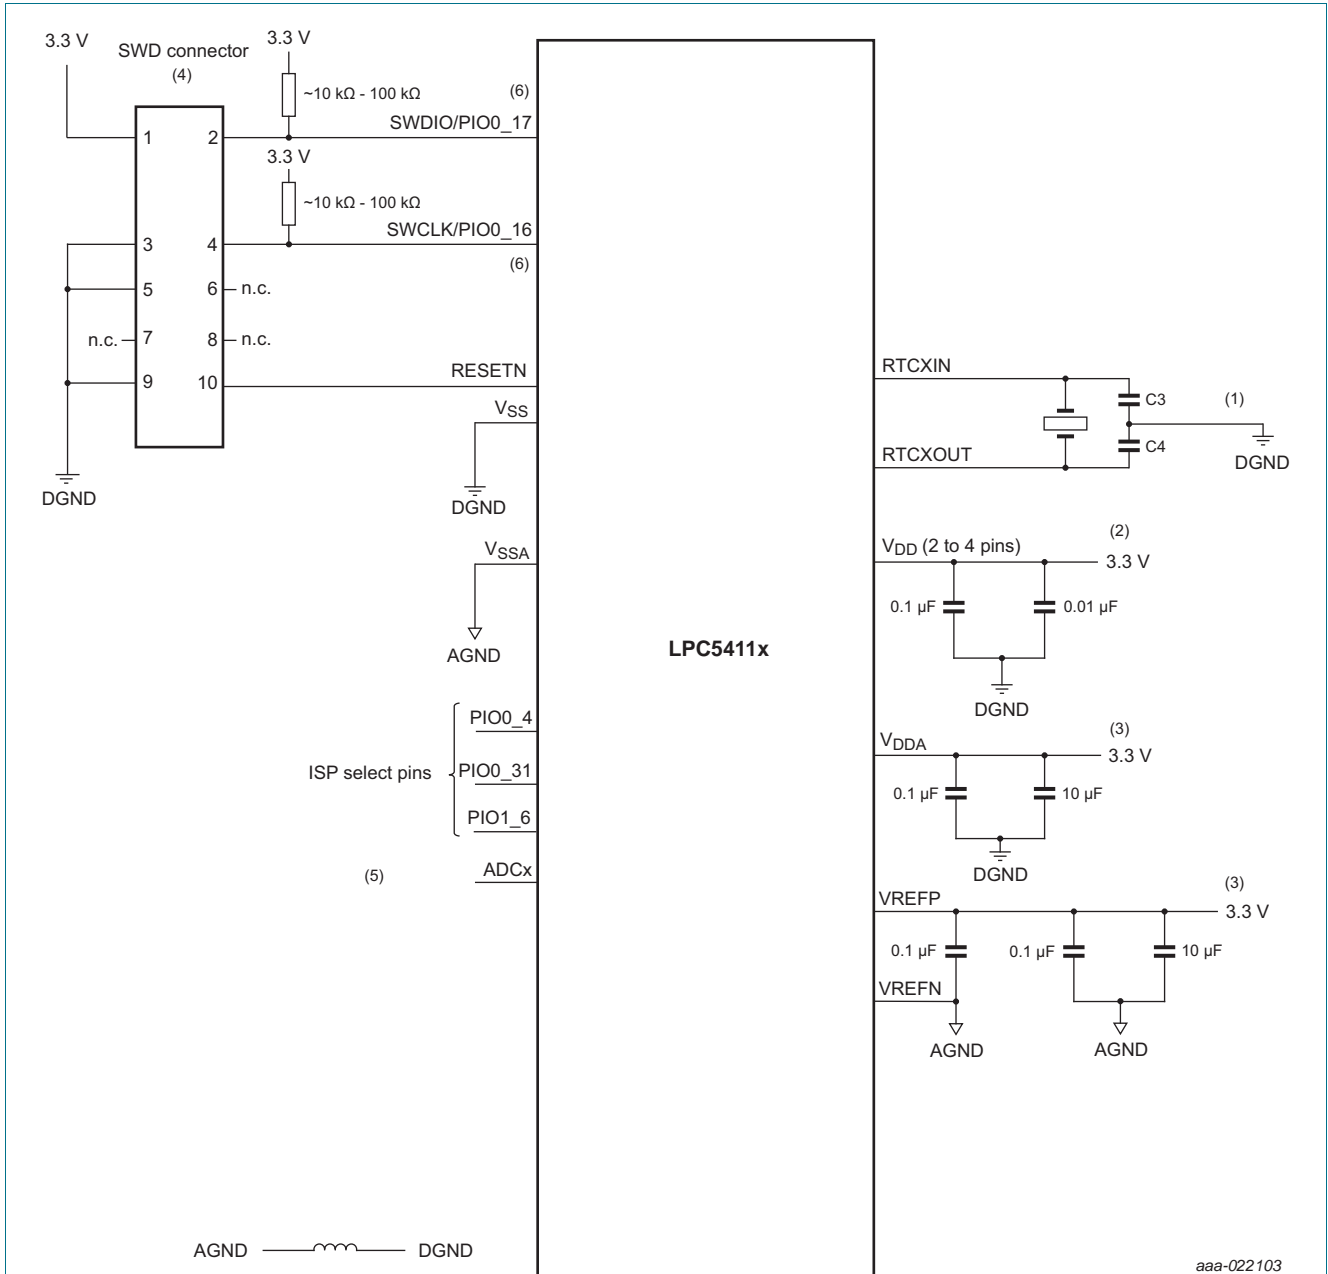 3.3 V
SWD connector
(4)
3.3 V
~10 kΩ - 100 kΩ
(6)
SWDIO/PIO0_17
1
2
3.3 V
~10 kΩ - 100 kΩ
SWCLK/PIO0_16
(6)
3
4
5
6
n.c.
n.c.
7
8
n.c.
9
10
RESETN
DGND
VSS
DGND
VSSA
AGND
LPC5411x
PIO0_4
ISP select pins
PIO0_31
PIO1_6
(5)
ADCx
RTCXIN
C3
(1)
C4
DGND
RTCXOUT
VDD (2 to 4 pins)
(2)
3.3 V
0.1 µF
0.01 µF
DGND
VDDA
(3)
3.3 V
0.1 µF
10 µF
DGND
VREFP
(3)
3.3 V
0.1 µF
0.1 µF
10 µF
VREFN
AGND
AGND
AGND
DGND
aaa-022103